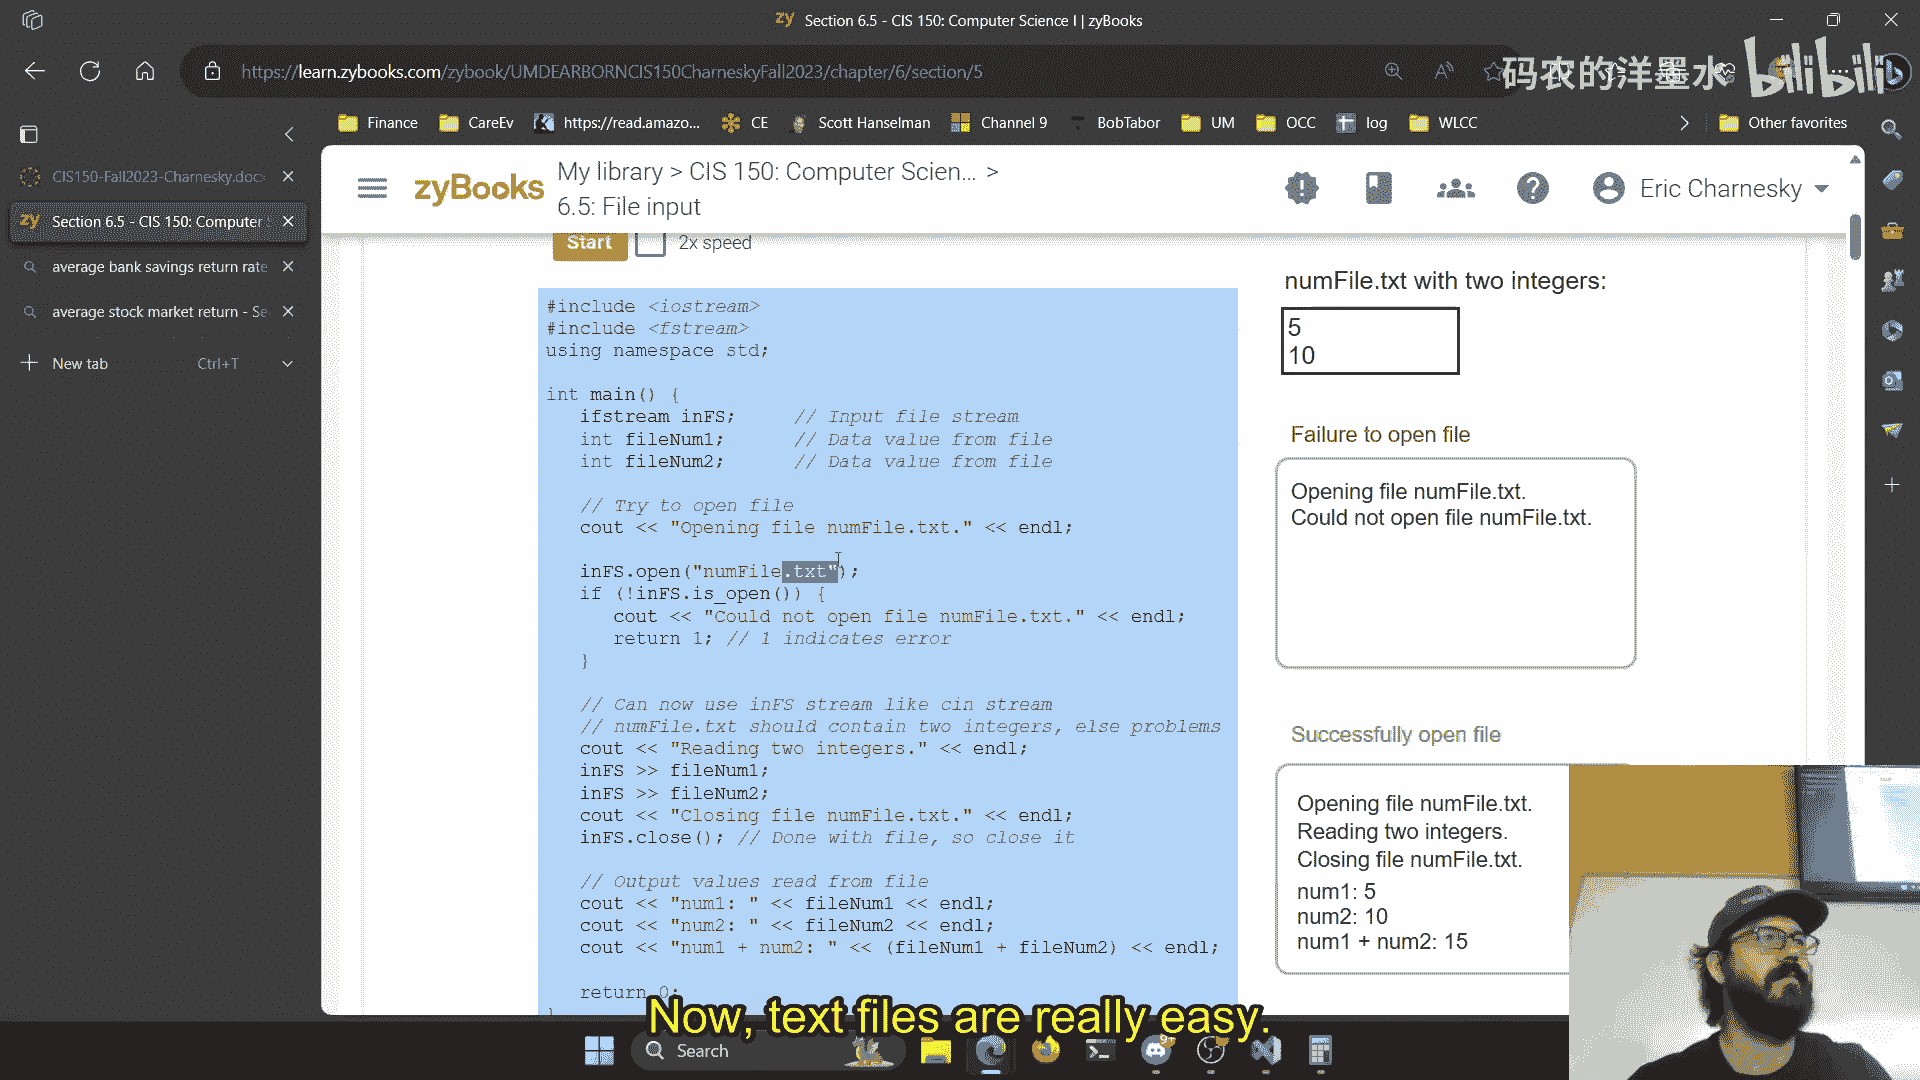 zy Section 6.5 - CIS 150: Computer Science I | zyBooks
https://learn.zybooks.com/zybook/UMDEARBORNCIS150CharneskyFall2023/chapter/6/section/5
码农的洋墨水 bilibili
Finance CareEv https://read.amazo... CE Scott Hanselman Channel 9 BobTabor UM OCC log WLCC Other favorites
CIS150-Fall2023-Charnesky.docx
zy Section 6.5 - CIS 150: Computer S
average bank savings return rate
average stock market return - Se
New tab Ctrl+T
zyBooks
My library > CIS 150: Computer Scien... >
6.5: File input
Eric Charnesky
Start 2x speed
#include <iostream>
#include <fstream>
using namespace std;
int main() {
ifstream inFS; // Input file stream
int fileNum1; // Data value from file
int fileNum2; // Data value from file
// Try to open file
cout << "Opening file numFile.txt." << endl;
inFS.open("numFile.txt");
if (!inFS.is_open()) {
cout << "Could not open file numFile.txt." << endl;
return 1; // 1 indicates error
}
// Can now use inFS stream like cin stream
// numFile.txt should contain two integers, else problems
cout << "Reading two integers." << endl;
inFS >> fileNum1;
inFS >> fileNum2;
cout << "Closing file numFile.txt." << endl;
inFS.close(); // Done with file, so close it
// Output values read from file
cout << "num1: " << fileNum1 << endl;
cout << "num2: " << fileNum2 << endl;
cout << "num1 + num2: " << (fileNum1 + fileNum2) << endl;
return 0;
numFile.txt with two integers:
5
10
Failure to open file
Opening file numFile.txt.
Could not open file numFile.txt.
Successfully open file
Opening file numFile.txt.
Reading two integers.
Closing file numFile.txt.
num1: 5
num2: 10
num1 + num2: 15
Now, text files are really easy.
Search
9+